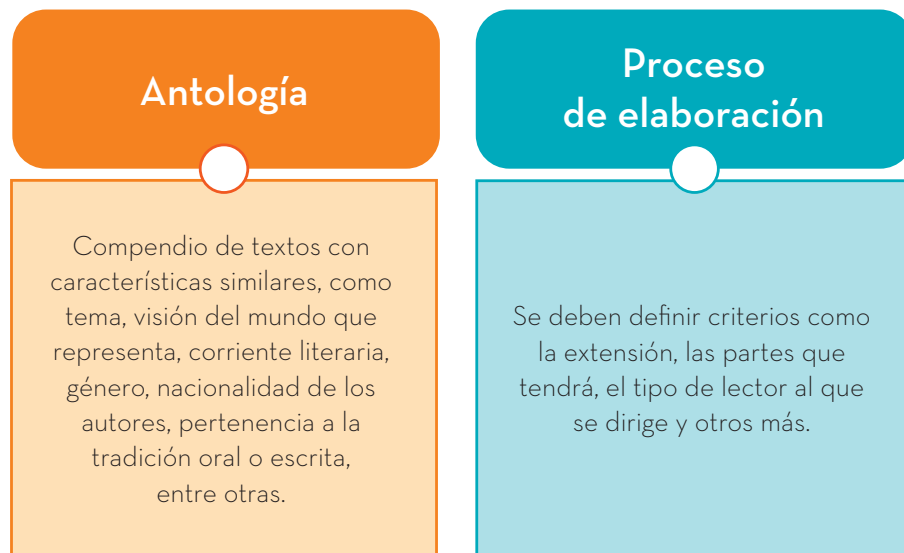 Antología
Compendio de textos con
características similares, como
tema, visión del mundo que
representa, corriente literaria,
género, nacionalidad de los
autores, pertenencia a la
tradición oral o escrita,
entre otras.
Proceso
de elaboración
Se deben definir criterios como
la extensión, las partes que
tendrá, el tipo de lector al que
se dirige y otros más.